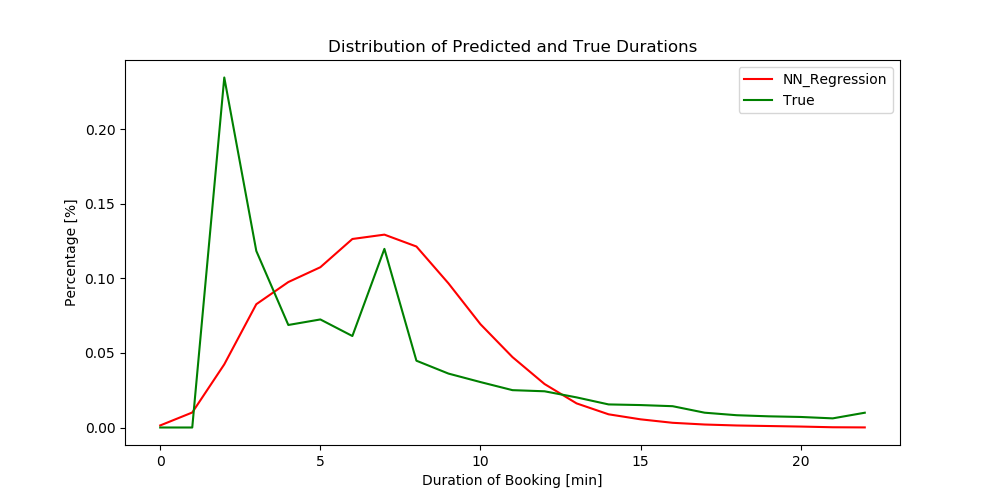 Distribution of Predicted and True Durations
NN_Regression
True
Percentage [%]
0.20
0.15
0.10
0.05
0.00
0 5 10 15 20
Duration of Booking [min]